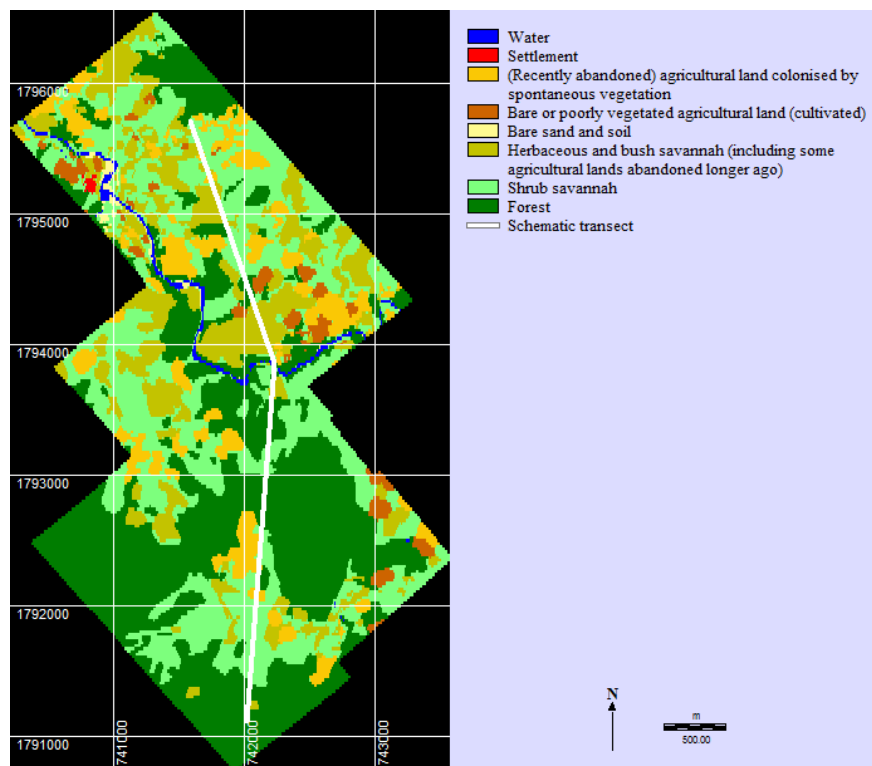 Water
Settlement
(Recently abandoned) agricultural land colonised by
spontaneous vegetation
Bare or poorly vegetated agricultural land (cultivated)
Bare sand and soil
Herbaceous and bush savannah (including some
agricultural lands abandoned longer ago)
Shrub savannah
Forest
Schematic transect
1796000
1795000
1794000
1793000
1792000
1791000
741000
742000
743000
N
m
500.00